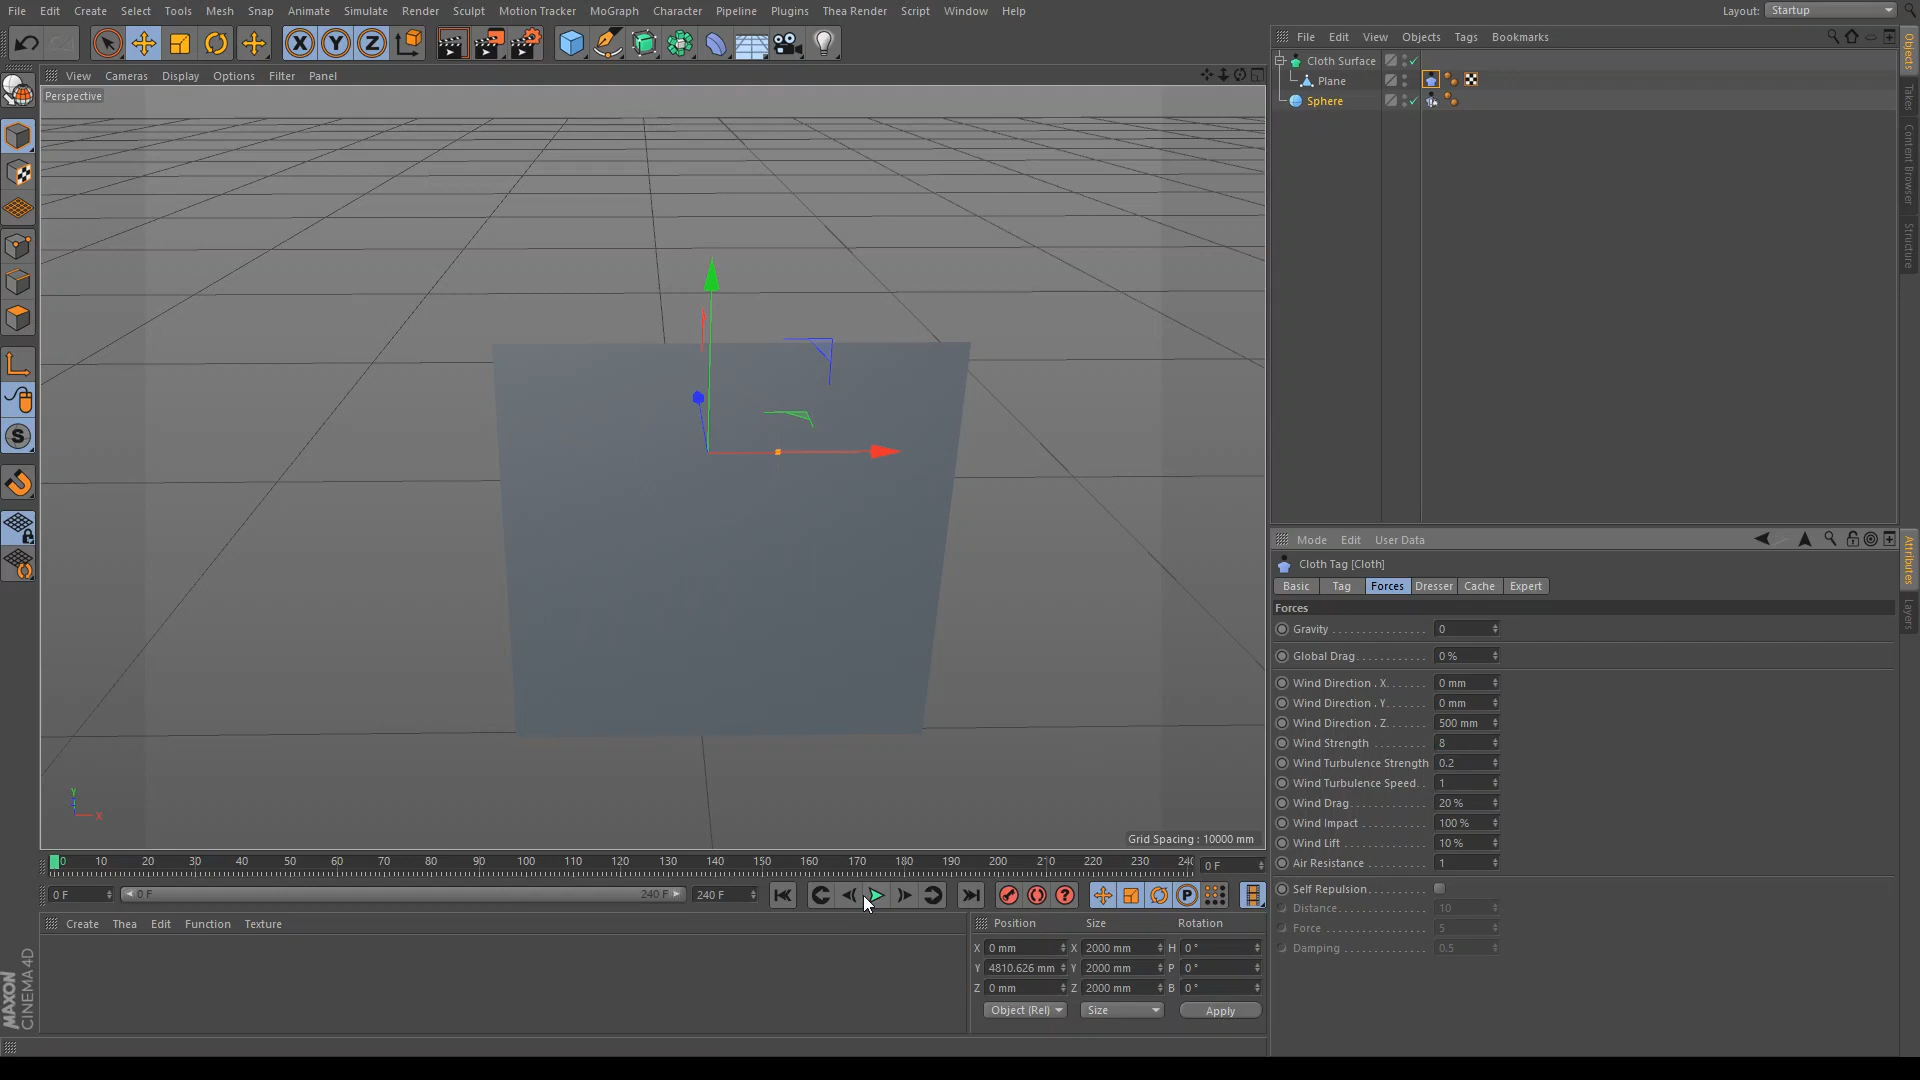 File Edit Create Select Tools Mesh Snap Animate Simulate Render Sculpt Motion Tracker MoGraph Character Pipeline Plugins Thea Render Script Window Help Layout: Startup
X Y Z
File Edit View Objects Tags Bookmarks
View Cameras Display Options Filter Panel
Perspective
Cloth Surface
Plane
Sphere
Objects
Takes
Content Browser
Structure
Mode Edit User Data
Cloth Tag [Cloth]
Basic Tag Forces Dresser Cache Expert
Forces
Gravity 0
Global Drag 0 %
Wind Direction . X 0 mm
Wind Direction . Y 0 mm
Wind Direction . Z 500 mm
Wind Strength 8
Wind Turbulence Strength 0.2
Wind Turbulence Speed 1
Wind Drag 20 %
Wind Impact 100 %
Wind Lift 10 %
Air Resistance 1
Self Repulsion
Distance 10
Force 5
Damping 0.5
Attributes
Layers
Y
X
Grid Spacing : 10000 mm
0 10 20 30 40 50 60 70 80 90 100 110 120 130 140 150 160 170 180 190 200 210 220 230 240 0 F
0 F 0 F 240 F 240 F
Create Thea Edit Function Texture
Position Size Rotation
X 0 mm X 2000 mm H 0 °
Y 4810.626 mm Y 2000 mm P 0 °
Z 0 mm Z 2000 mm B 0 °
Object (Rel) Size Apply
MAXON
CINEMA 4D